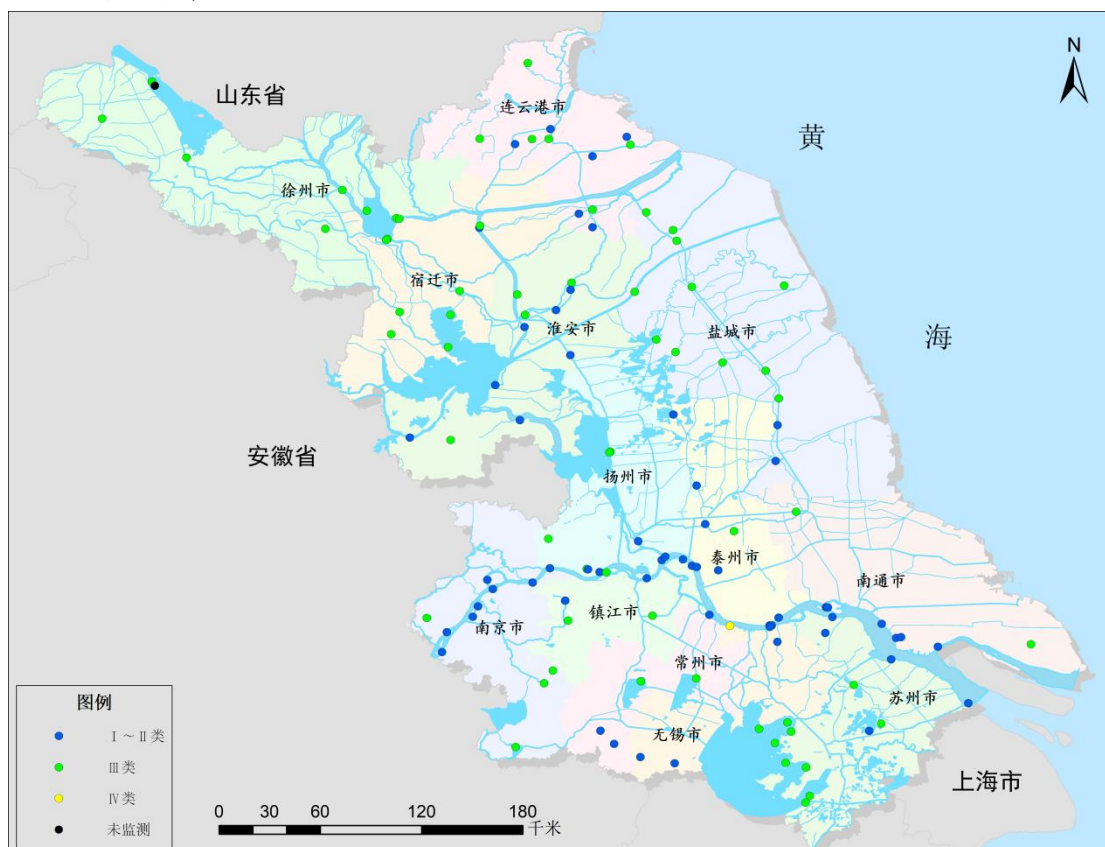 N
山东省
连云港市
黄
徐州市
宿迁市
淮安市
盐城市
海
安徽省
扬州市
泰州市
南通市
南京市
镇江市
常州市
苏州市
无锡市
上海市
图例
Ⅰ～Ⅱ类
Ⅲ类
Ⅳ类
未监测
0 30 60 120 180
千米